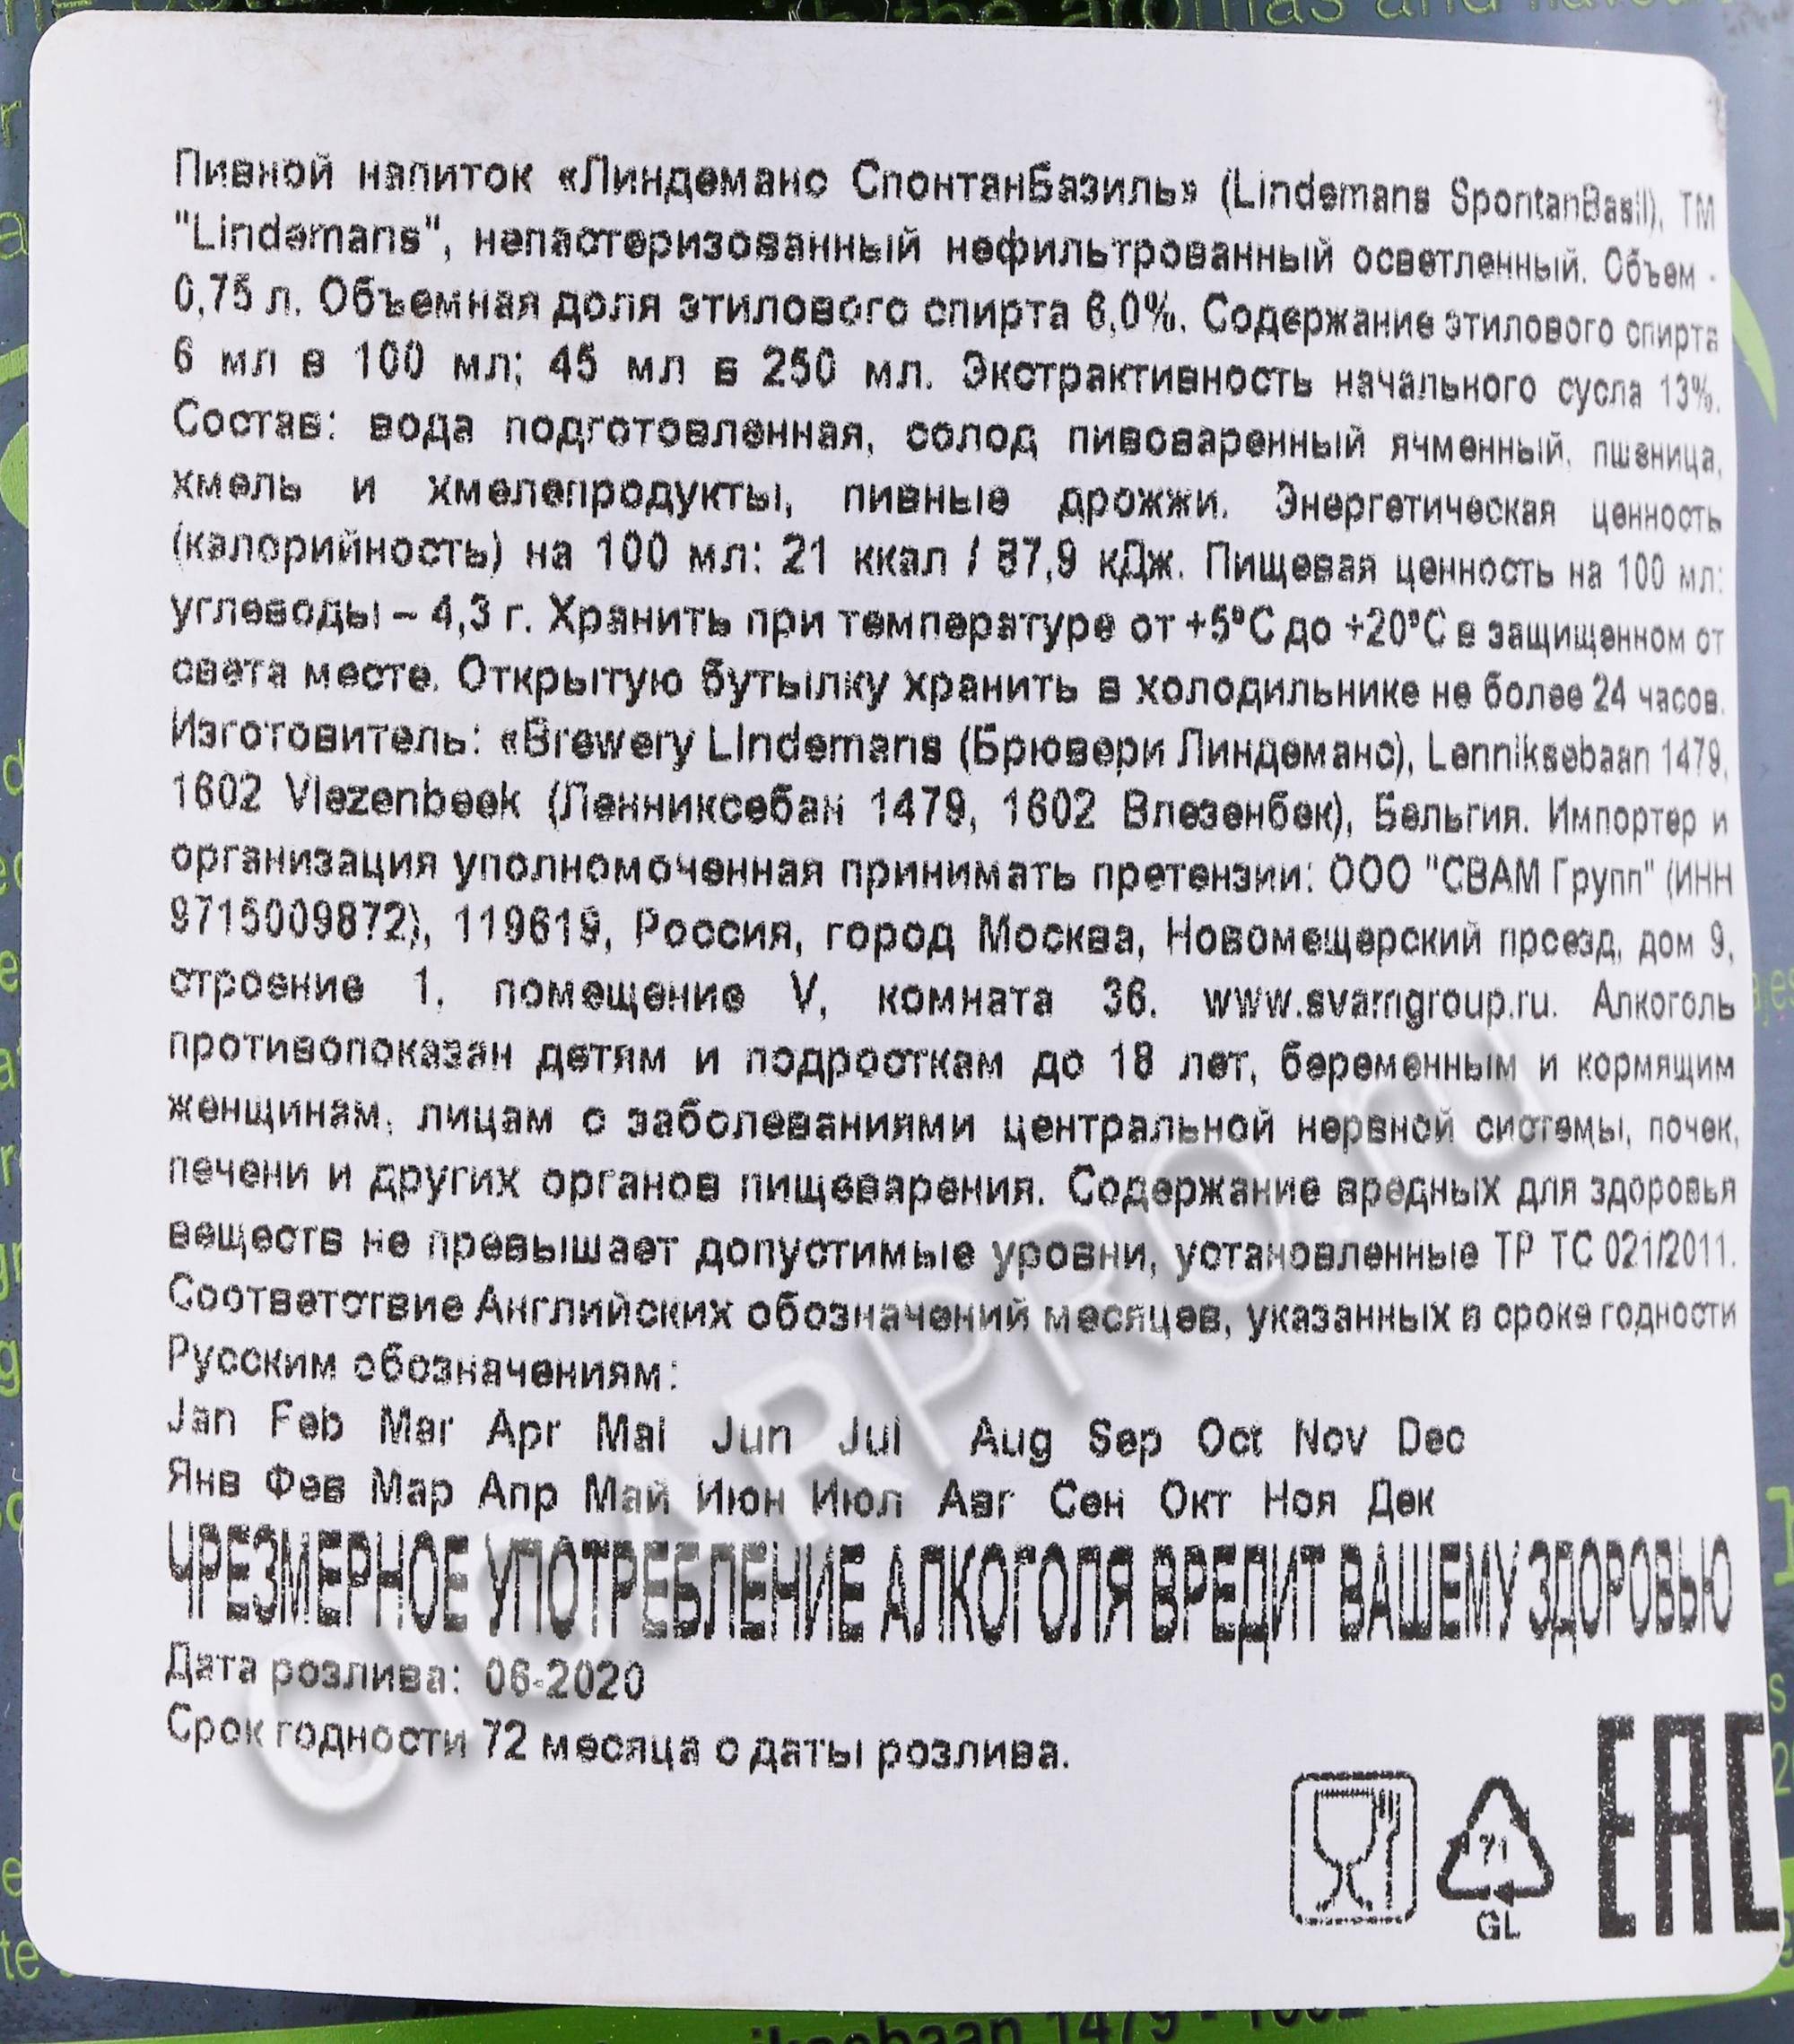 the aromas and
Пивной напиток «Линдеманс СпонтанБазиль» (Lindemans SpontanBasil), ТМ
"Lindemans", непастеризованный нефильтрованный осветленный. Объем -
0,75 л. Объемная доля этилового спирта 6,0%. Содержание этилового спирта
6 мл в 100 мл; 45 мл в 250 мл. Экстрактивность начального сусла 13%.
Состав: вода подготовленная, солод пивоваренный ячменный, пшеница,
хмель и хмелепродукты, пивные дрожжи. Энергетическая ценность
(калорийность) на 100 мл: 21 ккал / 87,9 кДж. Пищевая ценность на 100 мл:
углеводы – 4,3 г. Хранить при температуре от +5°C до +20°C в защищенном от
света месте. Открытую бутылку хранить в холодильнике не более 24 часов.
Изготовитель: «Brewery Lindemans (Брювери Линдеманс), Lenniksebaan 1479,
1602 Vlezenbeek (Ленниксебан 1479, 1602 Влезенбек), Бельгия. Импортер и
организация уполномоченная принимать претензии: ООО "СВАМ Групп" (ИНН
9715009872), 119619, Россия, город Москва, Новомещерский проезд, дом 9,
строение 1, помещение V, комната 36. www.svamgroup.ru. Алкоголь
противопоказан детям и подросткам до 18 лет, беременным и кормящим
женщинам, лицам с заболеваниями центральной нервной системы, почек,
печени и других органов пищеварения. Содержание вредных для здоровья
веществ не превышает допустимые уровни, установленные ТР ТС 021/2011.
Соответствие Английских обозначений месяцев, указанных в сроке годности
Русским обозначениям:
Jan Feb Mar Apr Mai Jun Jul Aug Sep Oct Nov Dec
Янв Фев Мар Апр Май Июн Июл Авг Сен Окт Ноя Дек
ЧРЕЗМЕРНОЕ УПОТРЕБЛЕНИЕ АЛКОГОЛЯ ВРЕДИТ ВАШЕМУ ЗДОРОВЬЮ
Дата розлива: 06-2020
Срок годности 72 месяца с даты розлива.
71
GL
EAC
CIGARPRO.ru
1479 -